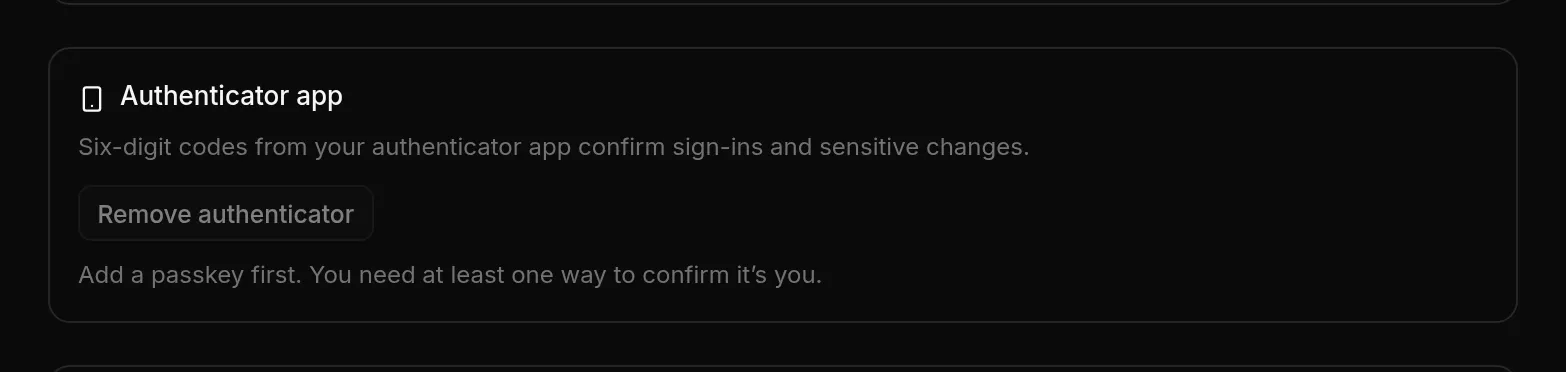 Authenticator app
Six-digit codes from your authenticator app confirm sign-ins and sensitive changes.
Remove authenticator
Add a passkey first. You need at least one way to confirm it’s you.